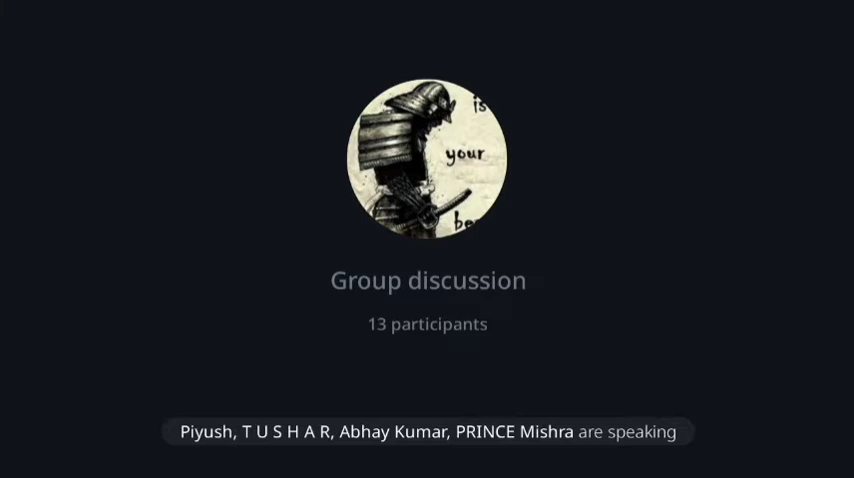 is
your
Group discussion
13 participants
Piyush, T U S H A R, Abhay Kumar, PRINCE Mishra are speaking